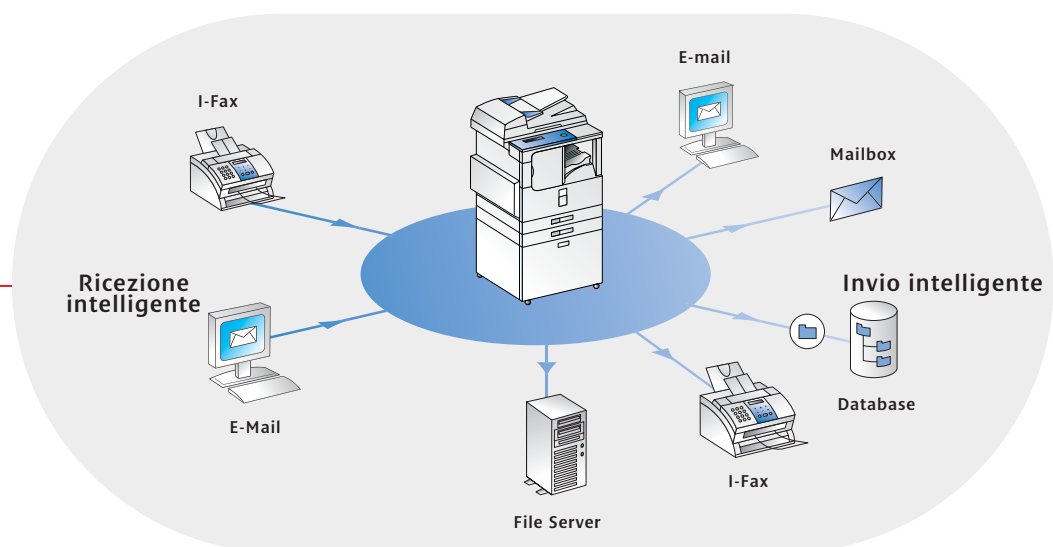 E-mail
I-Fax
Mailbox
Ricezione
intelligente
Invio intelligente
Database
E-Mail
I-Fax
File Server